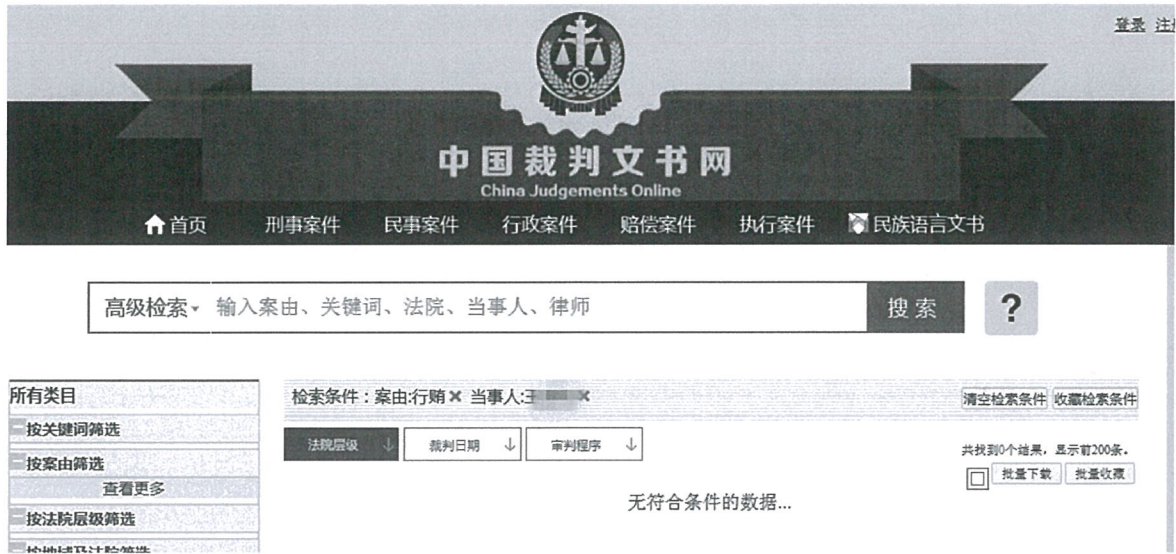 登录 注
中国裁判文书网
China Judgements Online
首页 刑事案件 民事案件 行政案件 赔偿案件 执行案件 民族语言文书
高级检索 输入案由、关键词、法院、当事人、律师 搜索 ?
所有类目
检索条件：案由:行贿 × 当事人:王 ×
清空检索条件 收藏检索条件
按关键词筛选
法院层级 ↓ 裁判日期 ↓ 审判程序 ↓
共找到0个结果，显示前200条。
按案由筛选
批量下载 批量收藏
查看更多
无符合条件的数据...
按法院层级筛选
按地域及法院筛选